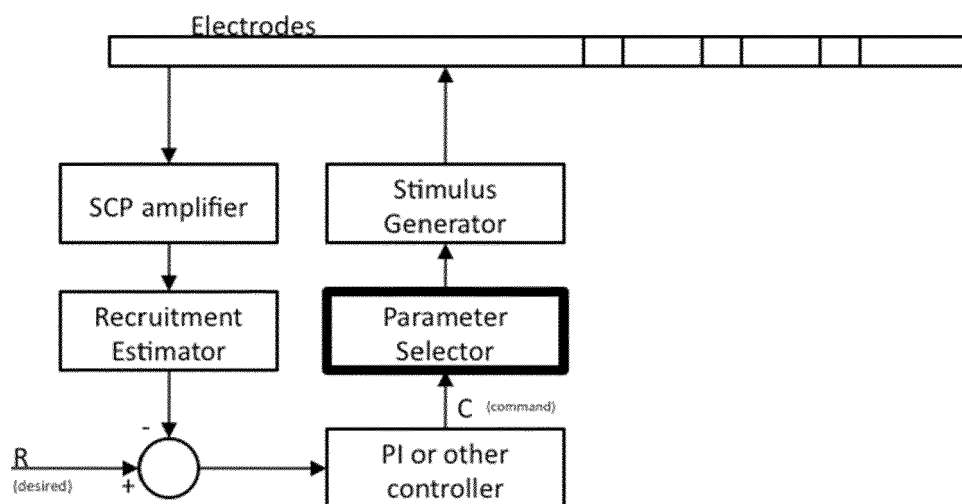 Electrodes
SCP amplifier
Stimulus
Generator
Recruitment
Estimator
Parameter
Selector
C (command)
-
R
(desired)
+
PI or other
controller